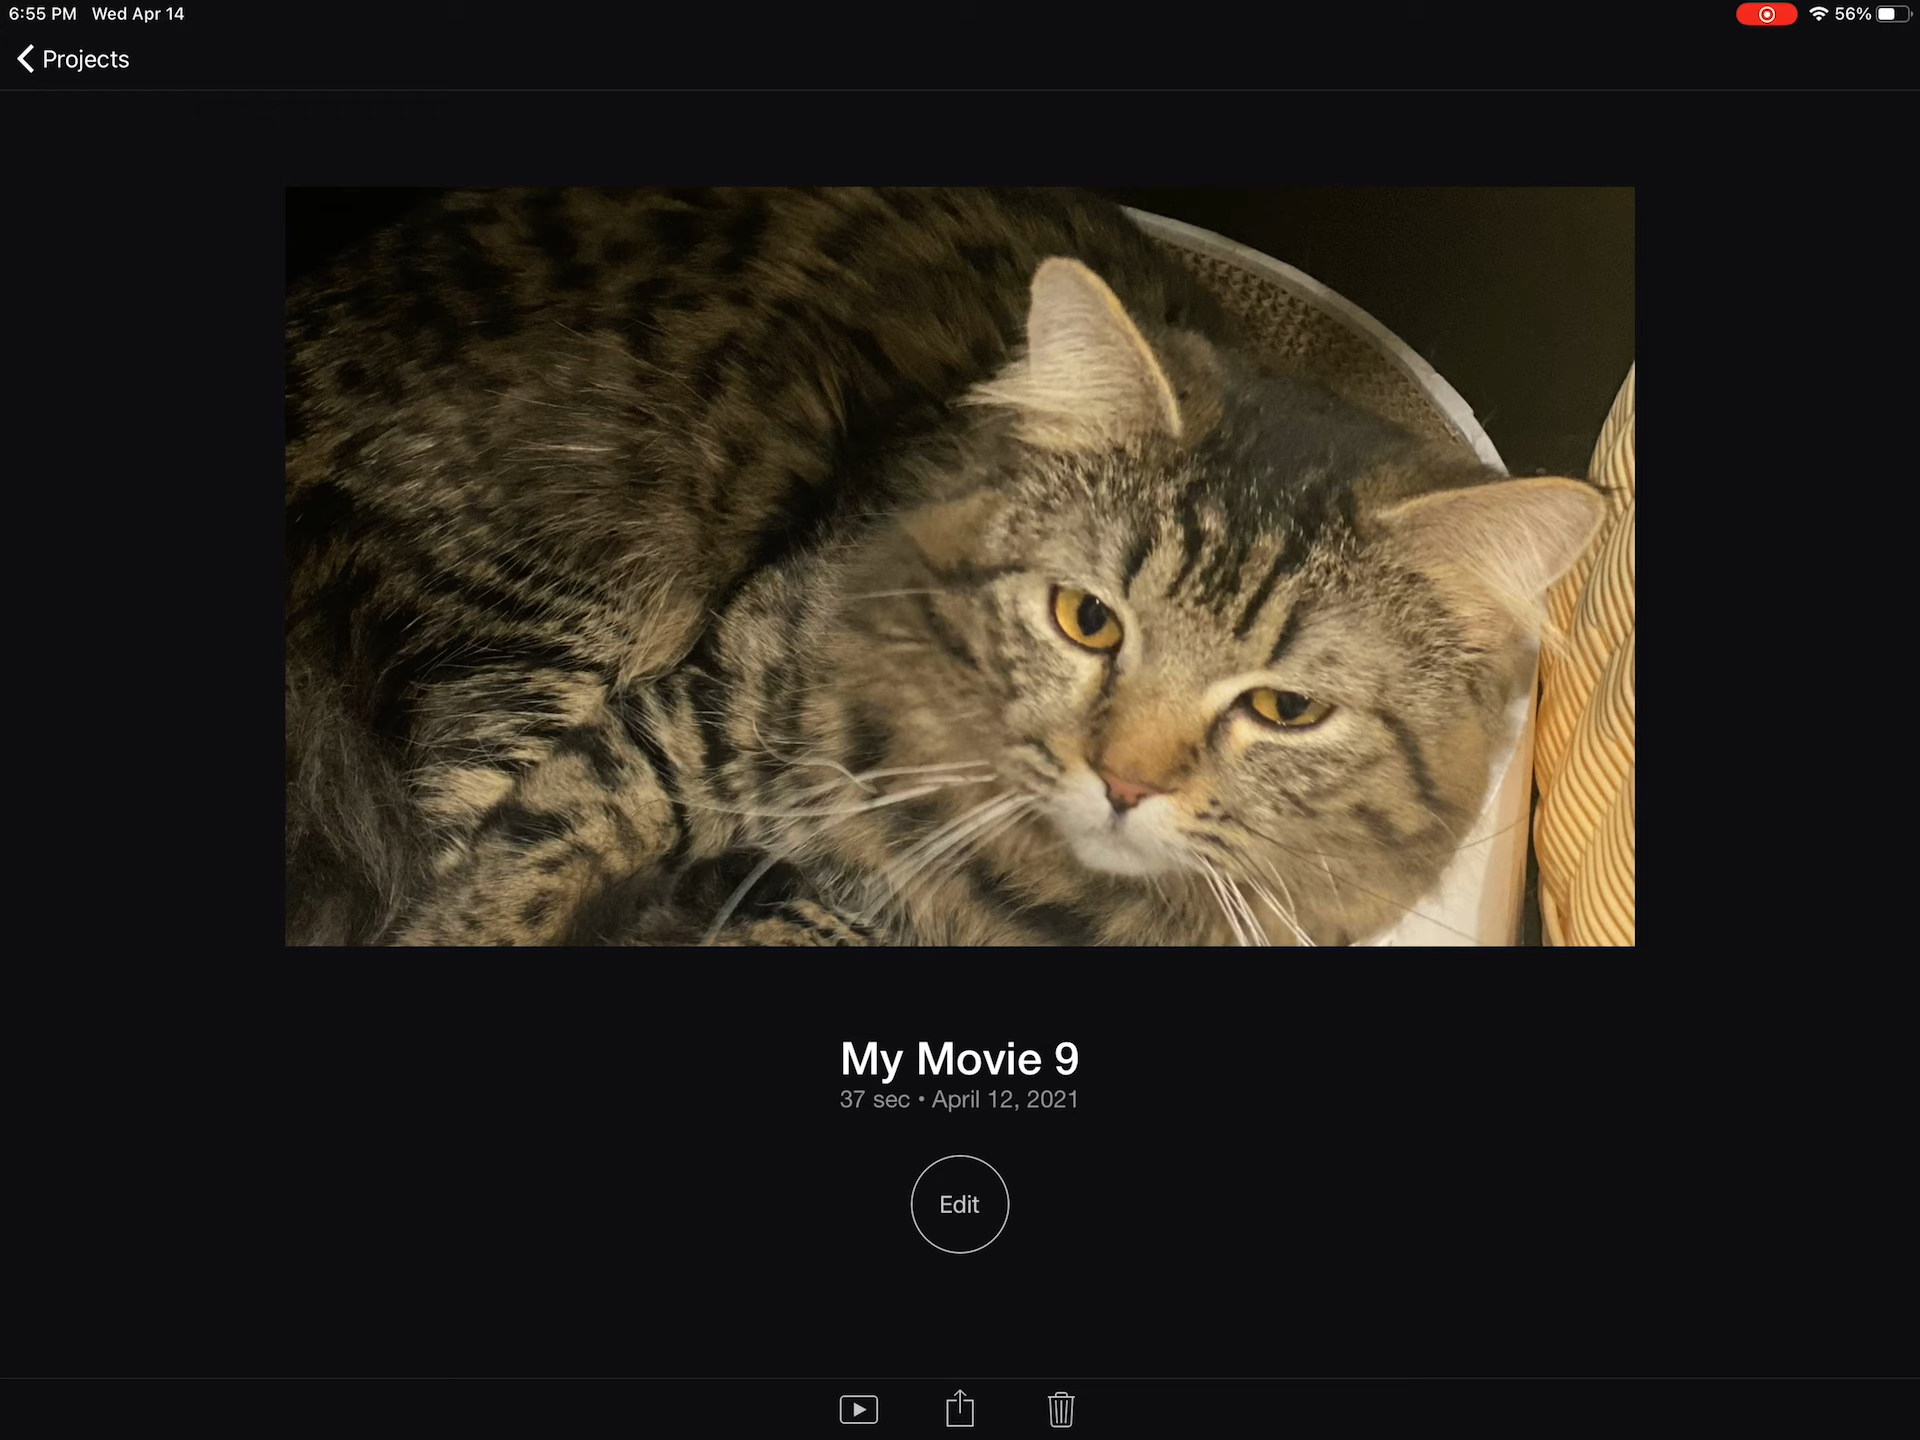 6:55 PM Wed Apr 14
56%
Projects
My Movie 9
37 sec • April 12, 2021
Edit